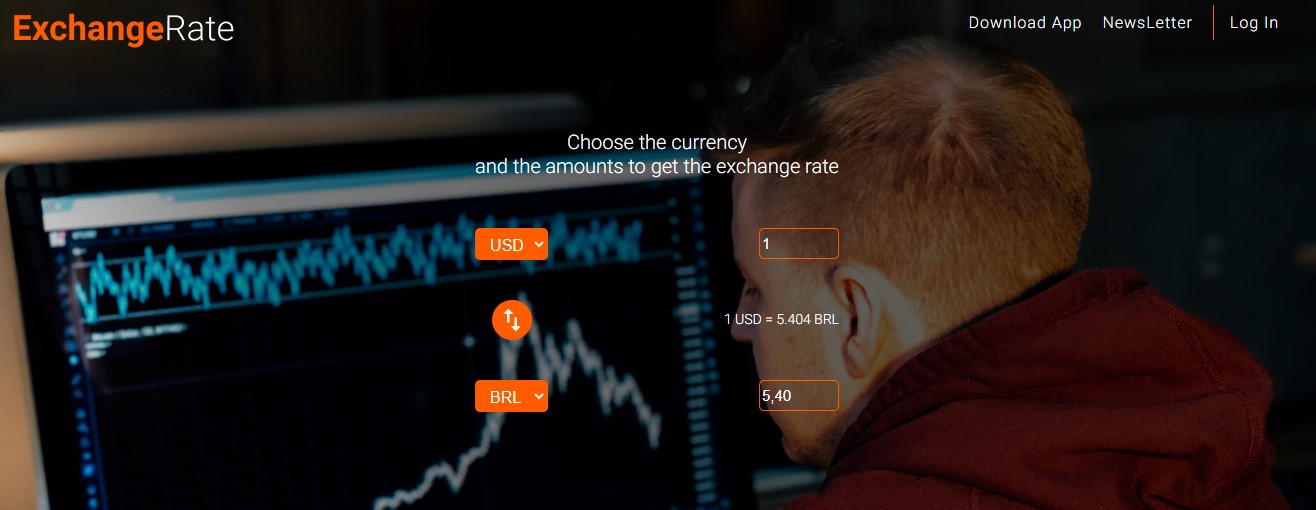 ExchangeRate
Download App NewsLetter Log In
Choose the currency
and the amounts to get the exchange rate
USD 1
1 USD = 5.404 BRL
BRL 5,40